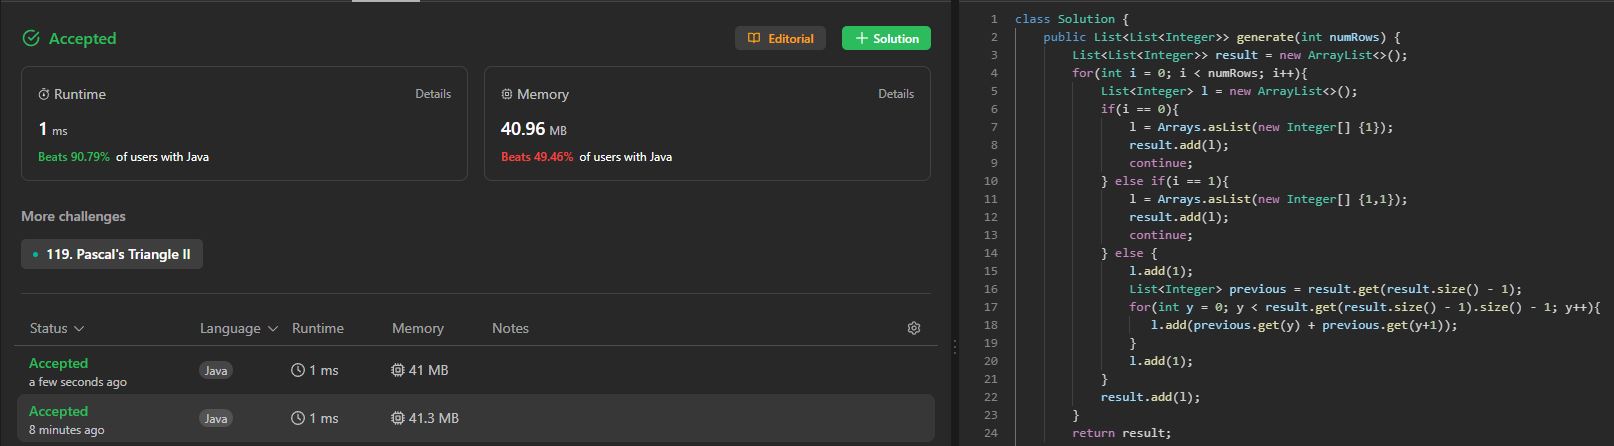 Accepted
Editorial
+ Solution
Runtime
Details
1 ms
Beats 90.79% of users with Java
Memory
Details
40.96 MB
Beats 49.46% of users with Java
More challenges
119. Pascal's Triangle II
Status Language Runtime Memory Notes
Accepted
a few seconds ago
Java 1 ms 41 MB
Accepted
8 minutes ago
Java 1 ms 41.3 MB
1 class Solution {
2     public List<List<Integer>> generate(int numRows) {
3         List<List<Integer>> result = new ArrayList<>();
4         for(int i = 0; i < numRows; i++){
5             List<Integer> l = new ArrayList<>();
6             if(i == 0){
7                 l = Arrays.asList(new Integer[] {1});
8                 result.add(l);
9                 continue;
10             } else if(i == 1){
11                 l = Arrays.asList(new Integer[] {1,1});
12                 result.add(l);
13                 continue;
14             } else {
15                 l.add(1);
16                 List<Integer> previous = result.get(result.size() - 1);
17                 for(int y = 0; y < result.get(result.size() - 1).size() - 1; y++){
18                    l.add(previous.get(y) + previous.get(y+1));
19                 }
20                 l.add(1);
21             }
22             result.add(l);
23         }
24         return result;